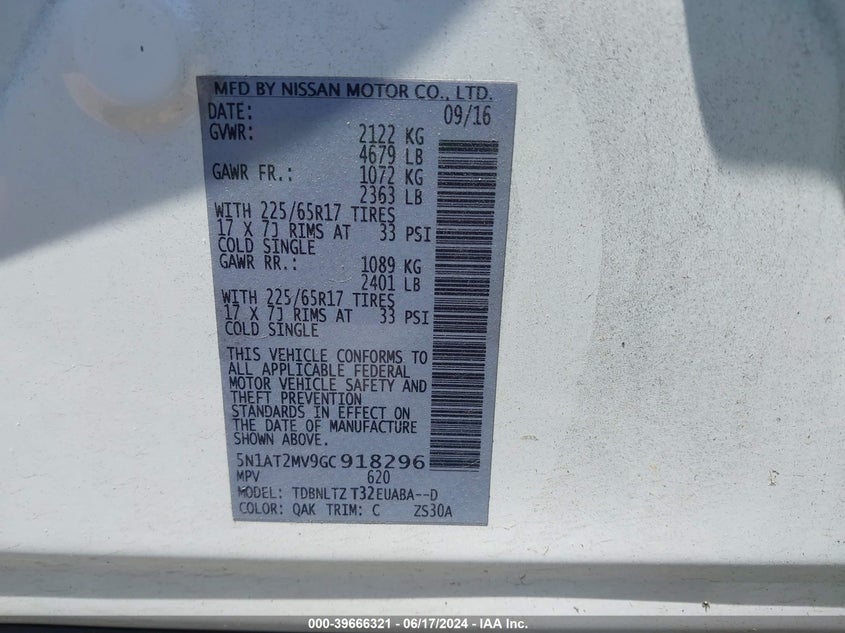 MFD BY NISSAN MOTOR CO., LTD.
DATE: 09/16
GVWR: 2122 KG
4679 LB
GAWR FR.: 1072 KG
2363 LB
WITH 225/65R17 TIRES
17 X 7J RIMS AT 33 PSI
COLD SINGLE
GAWR RR.: 1089 KG
2401 LB
WITH 225/65R17 TIRES
17 X 7J RIMS AT 33 PSI
COLD SINGLE
THIS VEHICLE CONFORMS TO
ALL APPLICABLE FEDERAL
MOTOR VEHICLE SAFETY AND
THEFT PREVENTION
STANDARDS IN EFFECT ON
THE DATE OF MANUFACTURE
SHOWN ABOVE.
5N1AT2MV9GC918296
MPV 620
MODEL: TDBNLTZ T32EUABA--D
COLOR: QAK TRIM: C ZS30A
000-39666321 - 06/17/2024 - IAA Inc.